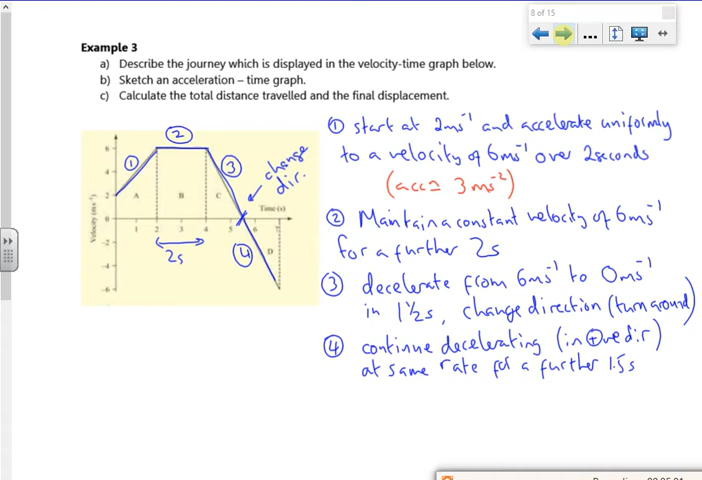 8 of 15
Example 3
a) Describe the journey which is displayed in the velocity-time graph below.
b) Sketch an acceleration – time graph.
c) Calculate the total distance travelled and the final displacement.
① start at 2ms⁻¹ and accelerate uniformly
to a velocity of 6ms⁻¹ over 2seconds
(acc = 3ms⁻²)
② Maintain a constant velocity of 6ms⁻¹
for a further 2s
③ decelerate from 6ms⁻¹ to 0ms⁻¹
in 1½s, change direction (turn around)
④ continue decelerating (in ⊕ve dir)
at same rate for a further 1.5s
②
①
③
change
dir.
④
2s
Velocity (ms⁻¹)
6
4
2
0
-2
-4
-6
A
B
C
D
Time (s)
1
2
3
4
5
6
7